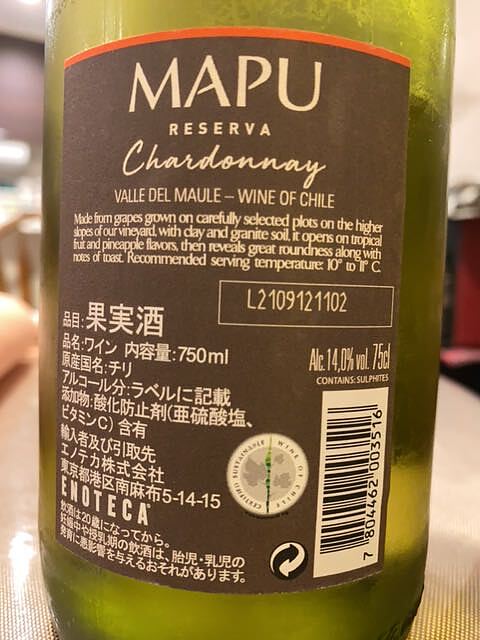 MAPU
RESERVA
Chardonnay
VALLE DEL MAULE – WINE OF CHILE
Made from grapes grown on carefully selected plots on the higher
slopes of our vineyard, with clay and granite soil, it opens on tropical
fruit and pineapple flavors, then reveals great roundness along with
notes of toast. Recommended serving temperature: 10° to 11° C.
L2109121102
品目:果実酒
品名:ワイン 内容量:750ml
原産国名:チリ
アルコール分:ラベルに記載
添加物:酸化防止剤(亜硫酸塩、
ビタミンC)含有
輸入者及び引取先
エノテカ株式会社
東京都港区南麻布5-14-15
ENOTECA
飲酒は20歳になってから。
妊娠中や授乳期の飲酒は、胎児・乳児の
発育に悪影響を与えるおそれがあります。
Alc.14,0% vol. 75cl
CONTAINS: SULPHITES
CERTIFIED SUSTAINABLE WINE OF CHILE
7 804462 003516